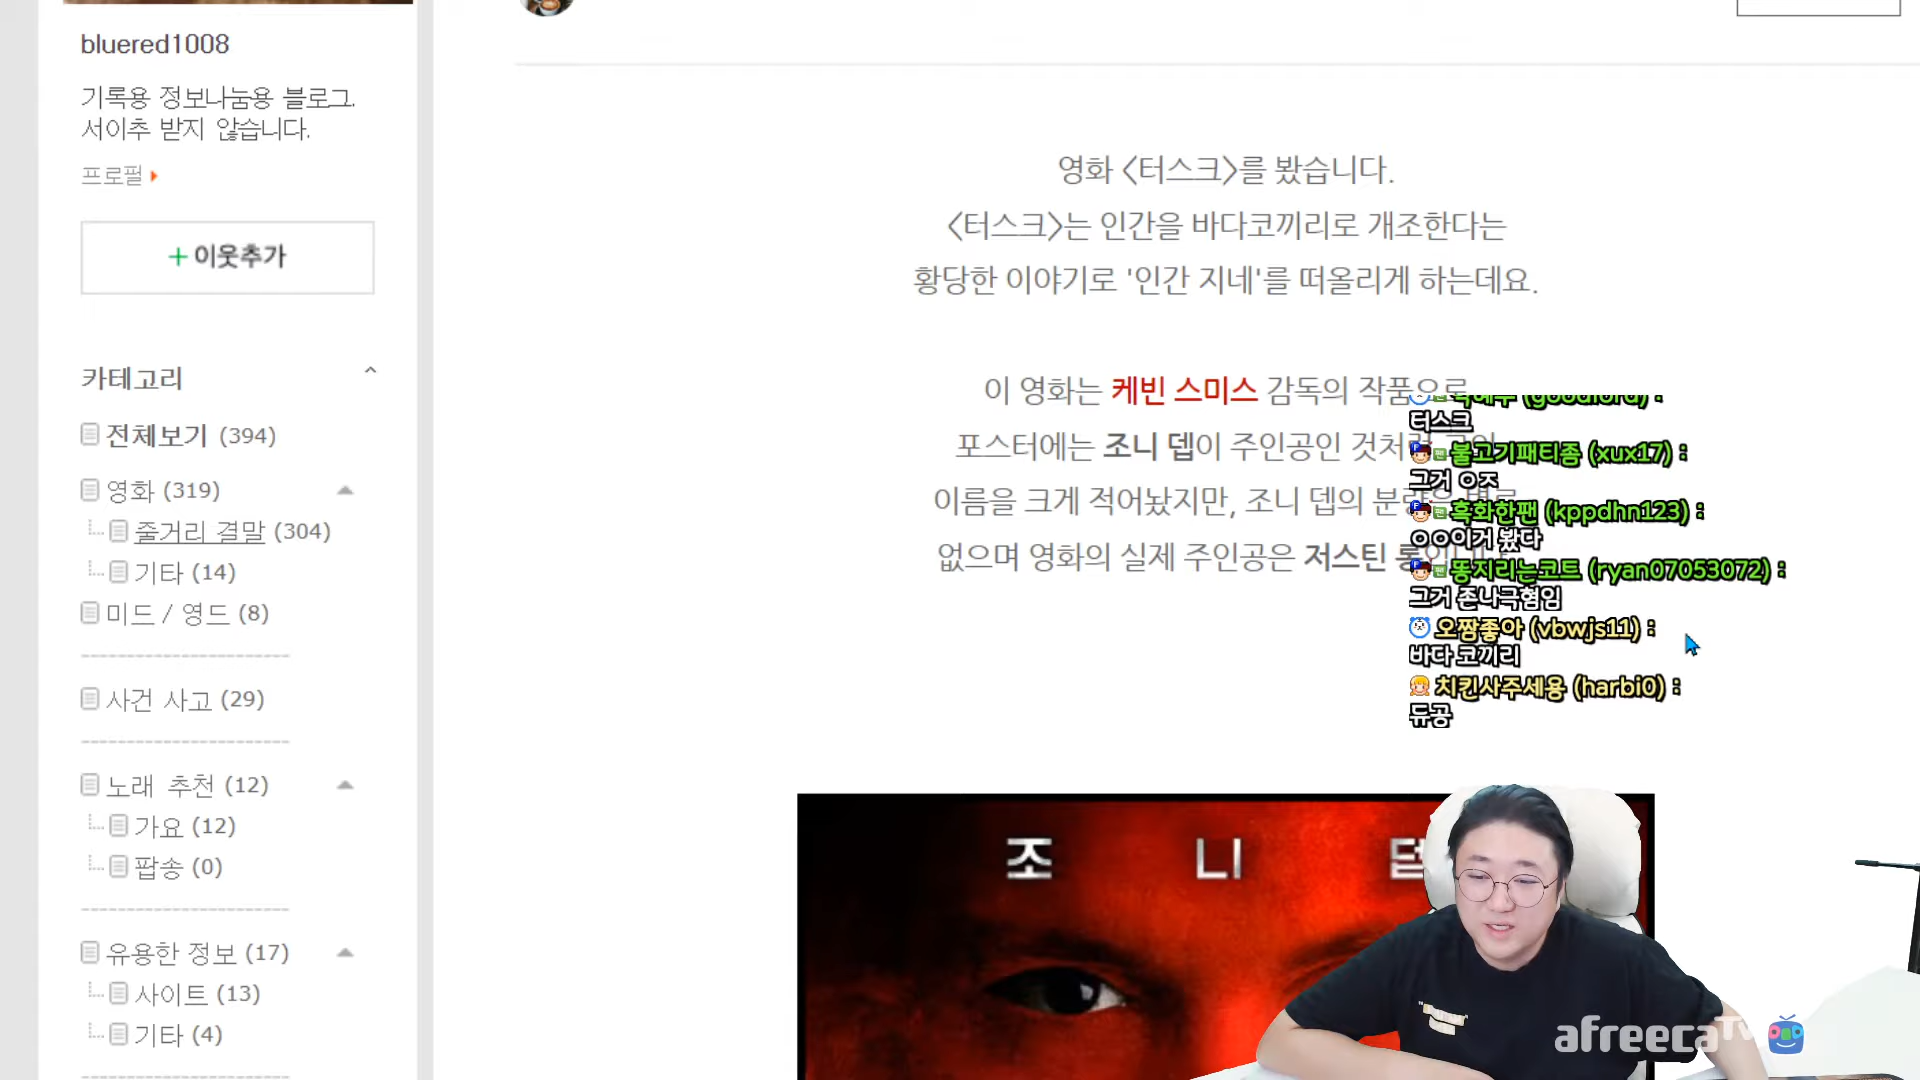 bluered1008
기록용 정보나눔용 블로그.
서이추 받지 않습니다.
프로필
+이웃추가
카테고리
전체보기 (394)
영화 (319)
줄거리 결말 (304)
기타 (14)
미드 / 영드 (8)
사건 사고 (29)
노래 추천 (12)
가요 (12)
팝송 (0)
유용한 정보 (17)
사이트 (13)
기타 (4)
영화 <터스크>를 봤습니다.
<터스크>는 인간을 바다코끼리로 개조한다는
황당한 이야기로 '인간 지네'를 떠올리게 하는데요.
이 영화는 케빈 스미스 감독의 작품으로
포스터에는 조니 뎁이 주인공인 것처럼
이름을 크게 적어놨지만, 조니 뎁의 분량은 별로
없으며 영화의 실제 주인공은 저스틴 롱입니다
(goodlord) :
터스크
불고기패티좀 (xux17) :
그거 ㅇㅈ
흑화한팬 (kppdhn123) :
ㅇㅇ이거 봤다
똥지리는코트 (ryan07053072) :
그거 존나극혐임
오짬좋아 (vbwjs11) :
바다 코끼리
치킨사주세용 (harbi0) :
듀공
조 니 뎁
afreecaTV